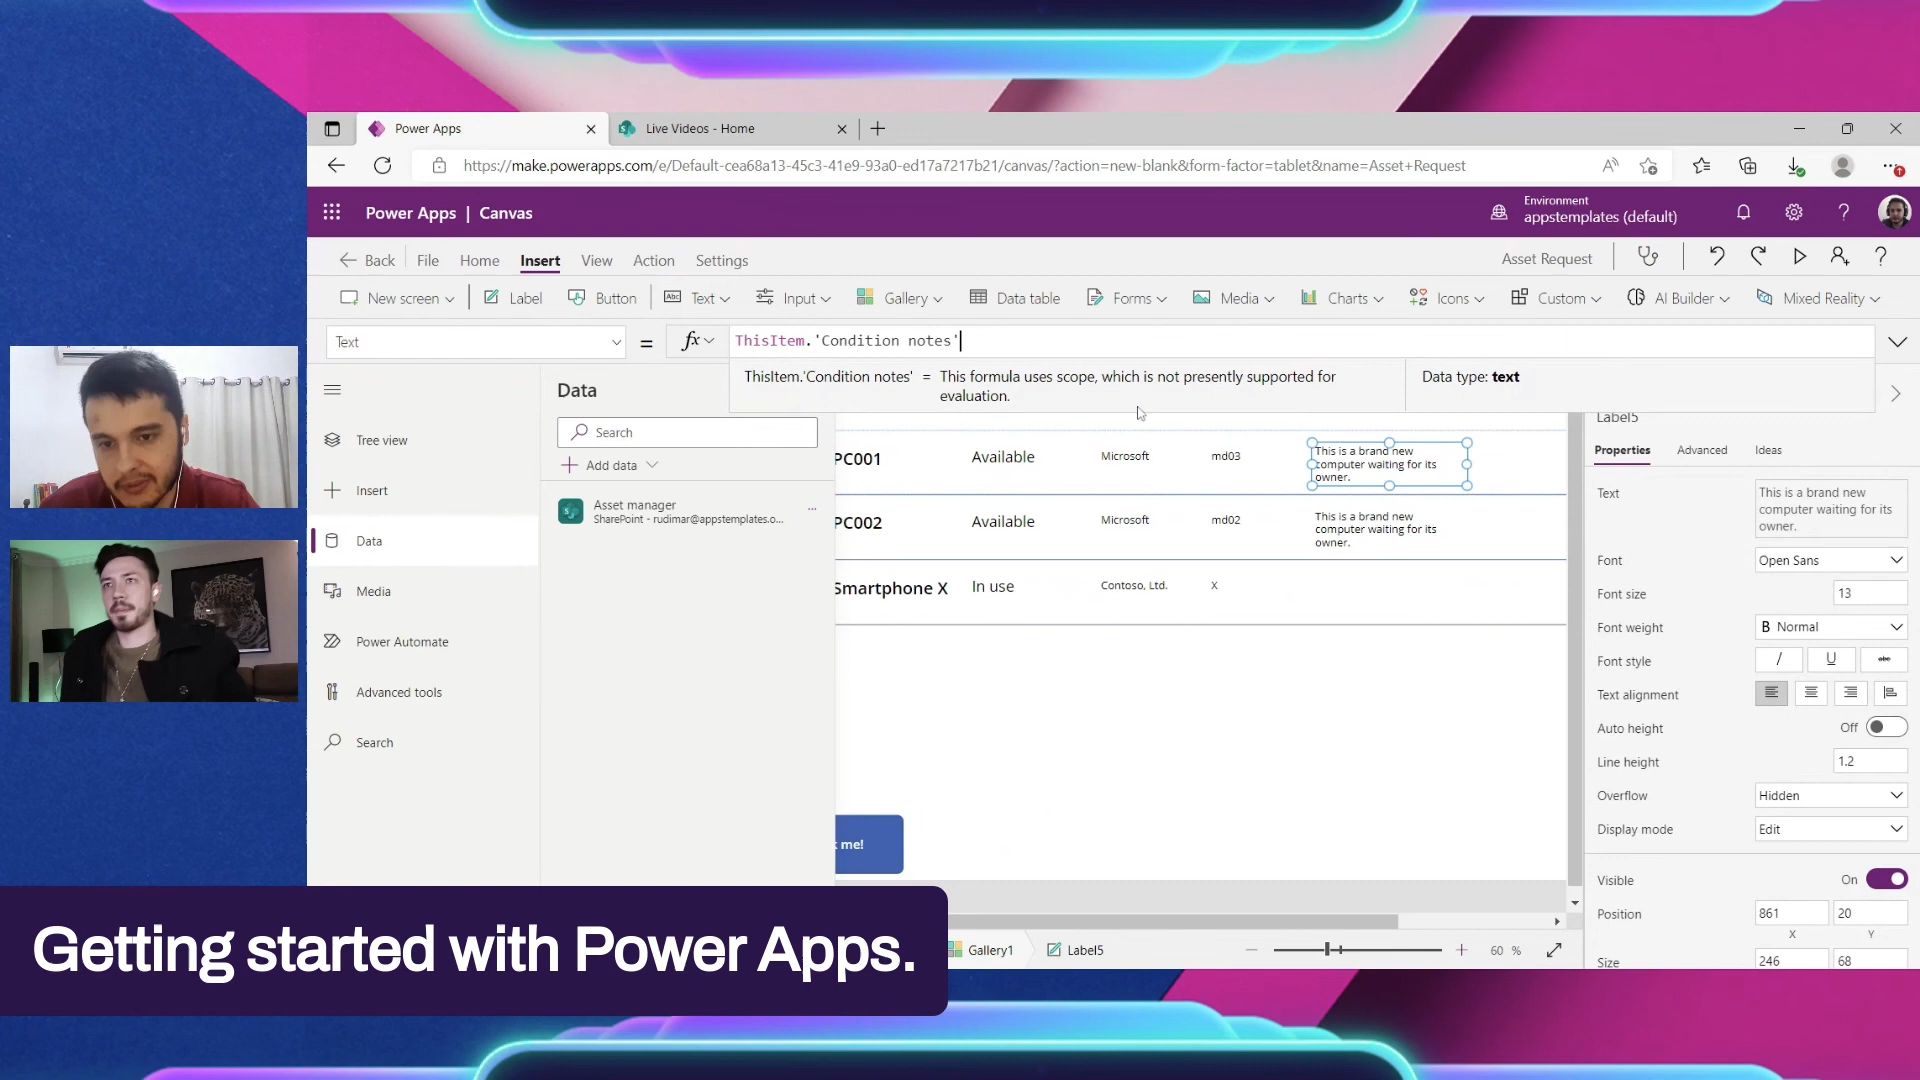 Power Apps
Live Videos - Home
https://make.powerapps.com/e/Default-cea68a13-45c3-41e9-93a0-ed17a7217b21/canvas/?action=new-blank&form-factor=tablet&name=Asset+Request
Power Apps | Canvas
Environment
appstemplates (default)
Back
File
Home
Insert
View
Action
Settings
Asset Request
New screen
Label
Button
Text
Input
Gallery
Data table
Forms
Media
Charts
Icons
Custom
AI Builder
Mixed Reality
Text
=
fx
ThisItem.'Condition notes'
ThisItem.'Condition notes' = This formula uses scope, which is not presently supported for
evaluation.
Data type: text
Tree view
Insert
Data
Media
Power Automate
Advanced tools
Search
Data
Search
Add data
Asset manager
SharePoint - rudimar@appstemplates.o...
PC001
Available
Microsoft
md03
This is a brand new
computer waiting for its
owner.
PC002
Available
Microsoft
md02
This is a brand new
computer waiting for its
owner.
Smartphone X
In use
Contoso, Ltd.
X
me!
Label5
Properties
Advanced
Ideas
Text
This is a brand new
computer waiting for its
owner.
Font
Open Sans
Font size
13
Font weight
B Normal
Font style
/
U
abc
Text alignment
Auto height
Off
Line height
1.2
Overflow
Hidden
Display mode
Edit
Visible
On
Position
861
20
X
Y
Size
246
68
Gallery1
Label5
60 %
Getting started with Power Apps.